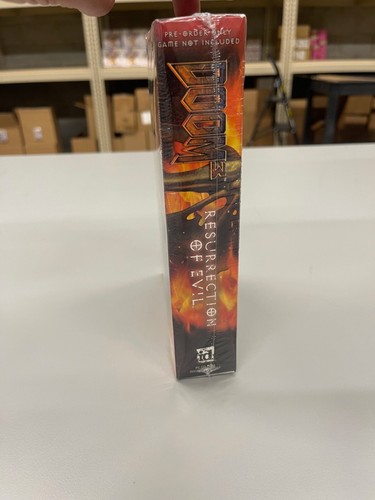 PRE-ORDER ONLY
GAME NOT INCLUDED
DOOM 3
RESURRECTION
OF EVIL
id